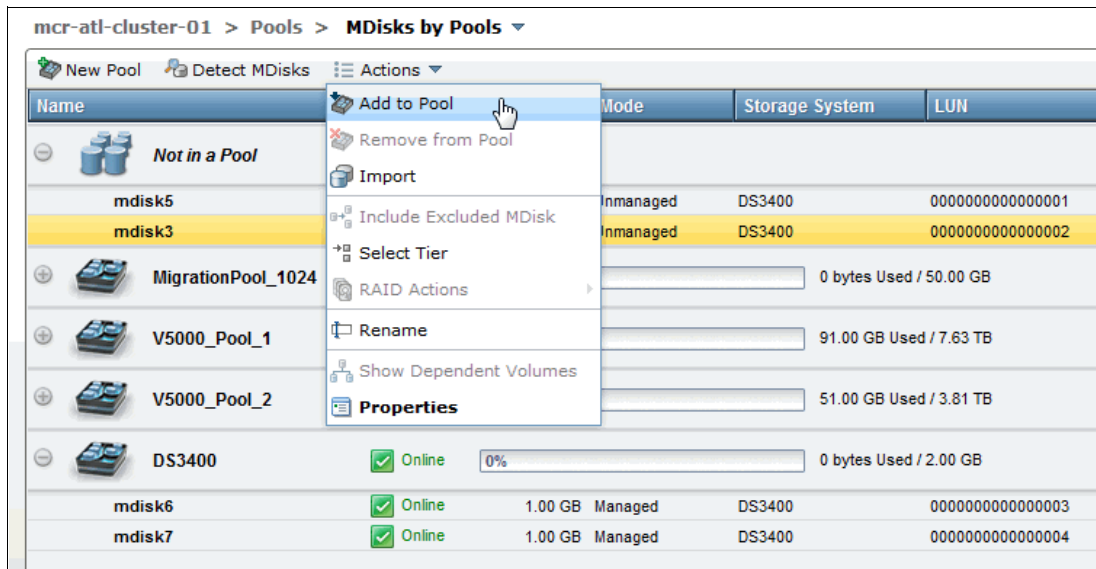 mcr-atl-cluster-01 > Pools > MDisks by Pools
New Pool Detect MDisks Actions
Name Mode Storage System LUN
Add to Pool
Remove from Pool
Not in a Pool
Import
mdisk5 Unmanaged DS3400 0000000000000001
Include Excluded MDisk
mdisk3 Unmanaged DS3400 0000000000000002
Select Tier
MigrationPool_1024 0 bytes Used / 50.00 GB
RAID Actions
Rename
V5000_Pool_1 91.00 GB Used / 7.63 TB
Show Dependent Volumes
V5000_Pool_2 51.00 GB Used / 3.81 TB
Properties
DS3400 Online 0% 0 bytes Used / 2.00 GB
mdisk6 Online 1.00 GB Managed DS3400 0000000000000003
mdisk7 Online 1.00 GB Managed DS3400 0000000000000004